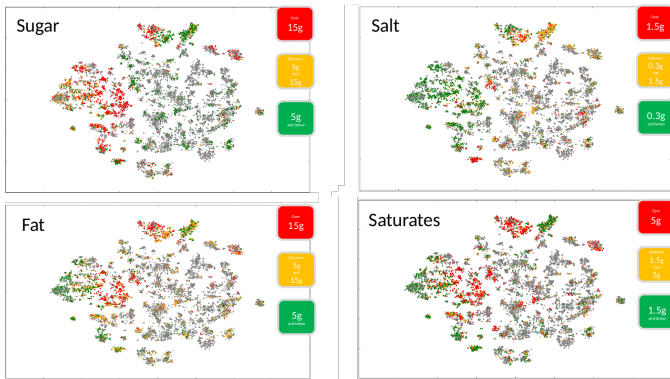 Sugar
Over
15g
Between
5g
and
15g
5g
and below
Salt
Over
1.5g
Between
0.3g
and
1.5g
0.3g
and below
Fat
Over
15g
Between
5g
and
15g
5g
and below
Saturates
Over
5g
Between
1.5g
and
5g
1.5g
and below